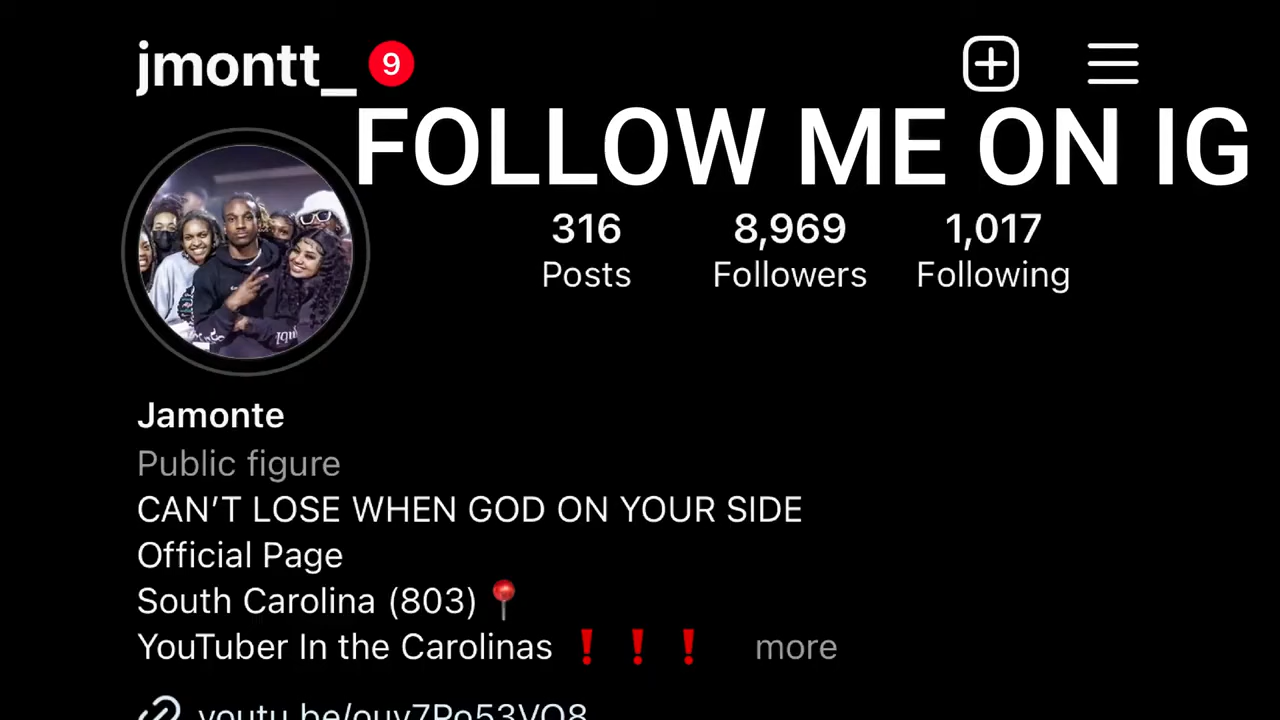 jmontt_ 9
FOLLOW ME ON IG
316 8,969 1,017
Posts Followers Following
Jamonte
Public figure
CAN’T LOSE WHEN GOD ON YOUR SIDE
Official Page
South Carolina (803)📍
YouTuber In the Carolinas ❗❗❗ more